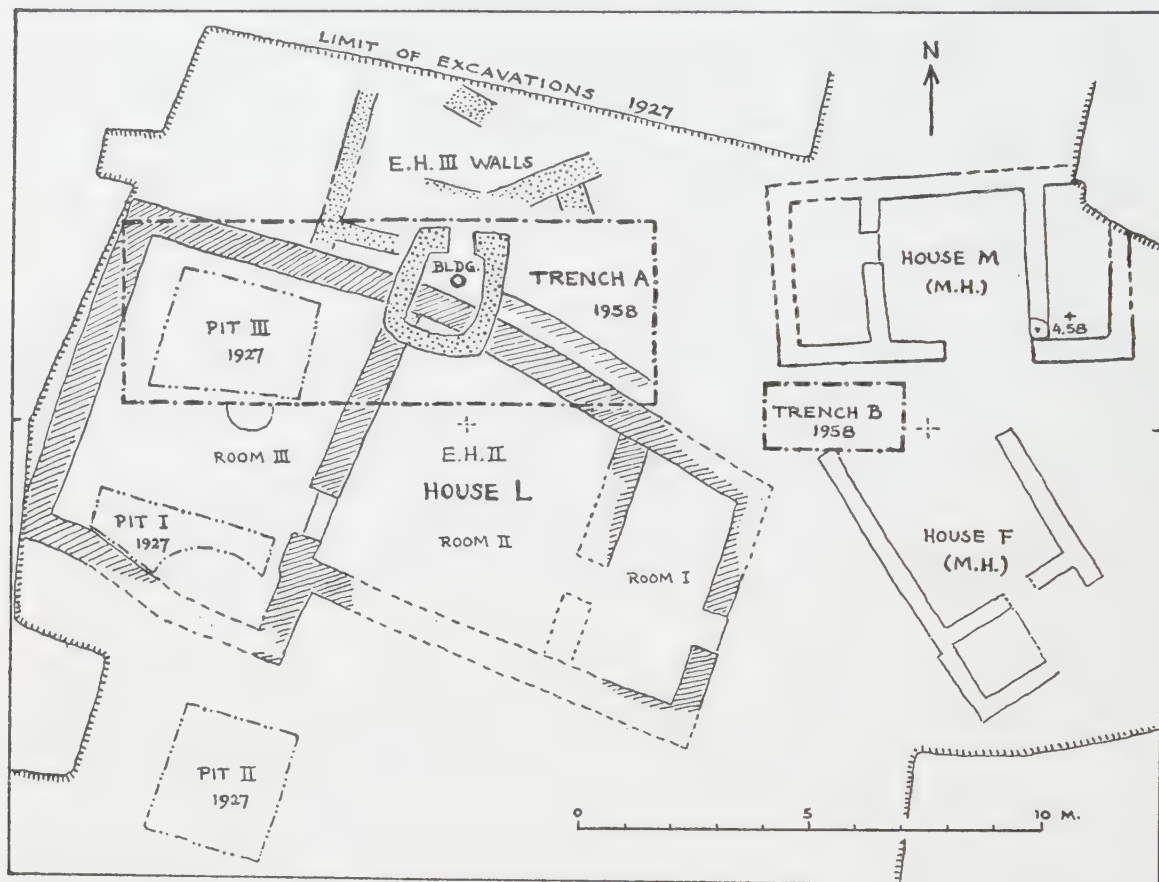 LIMIT OF EXCAVATIONS 1927
N
E.H. III WALLS
BLDG.
TRENCH A
1958
HOUSE M
(M.H.)
4.58
PIT III
1927
TRENCH B
1958
ROOM III
E.H. II
HOUSE L
ROOM II
PIT I
1927
HOUSE F
(M.H.)
ROOM I
PIT II
1927
0 5 10 M.